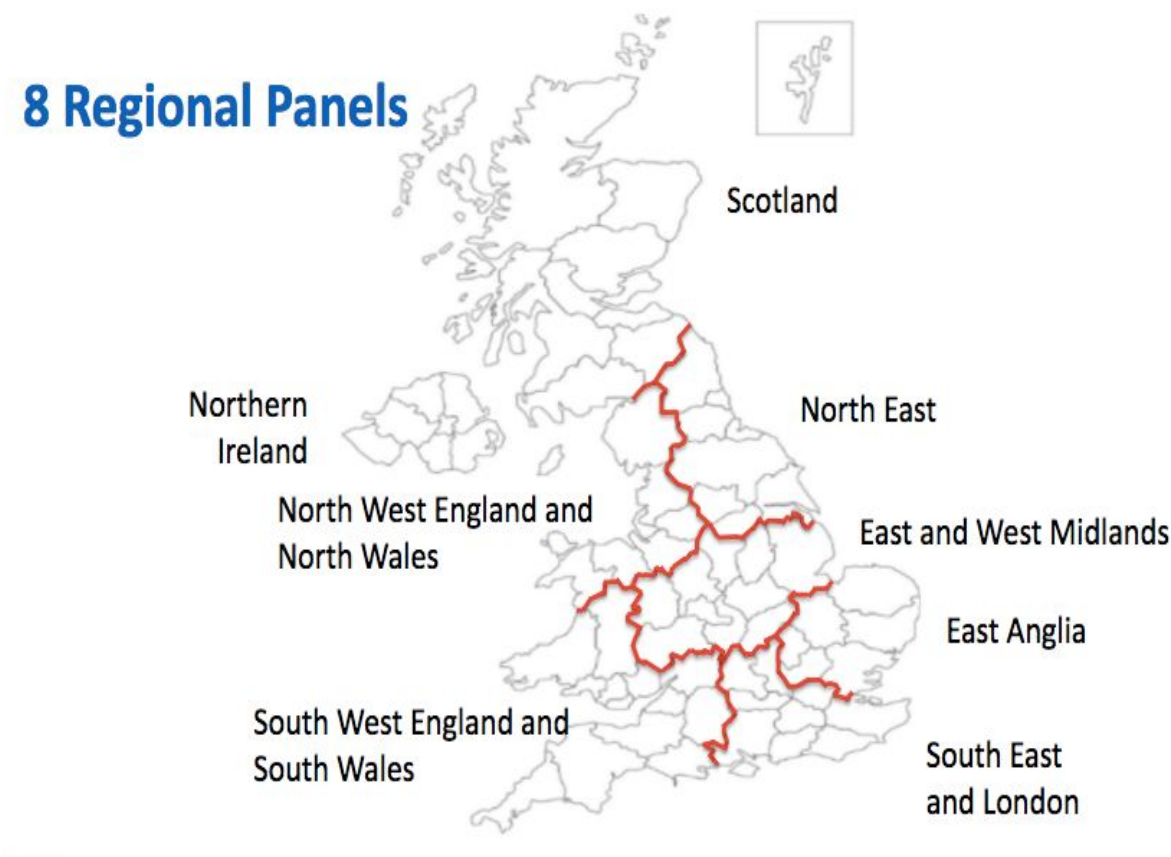 8 Regional Panels
Scotland
Northern
Ireland
North East
North West England and
North Wales
East and West Midlands
East Anglia
South West England and
South Wales
South East
and London